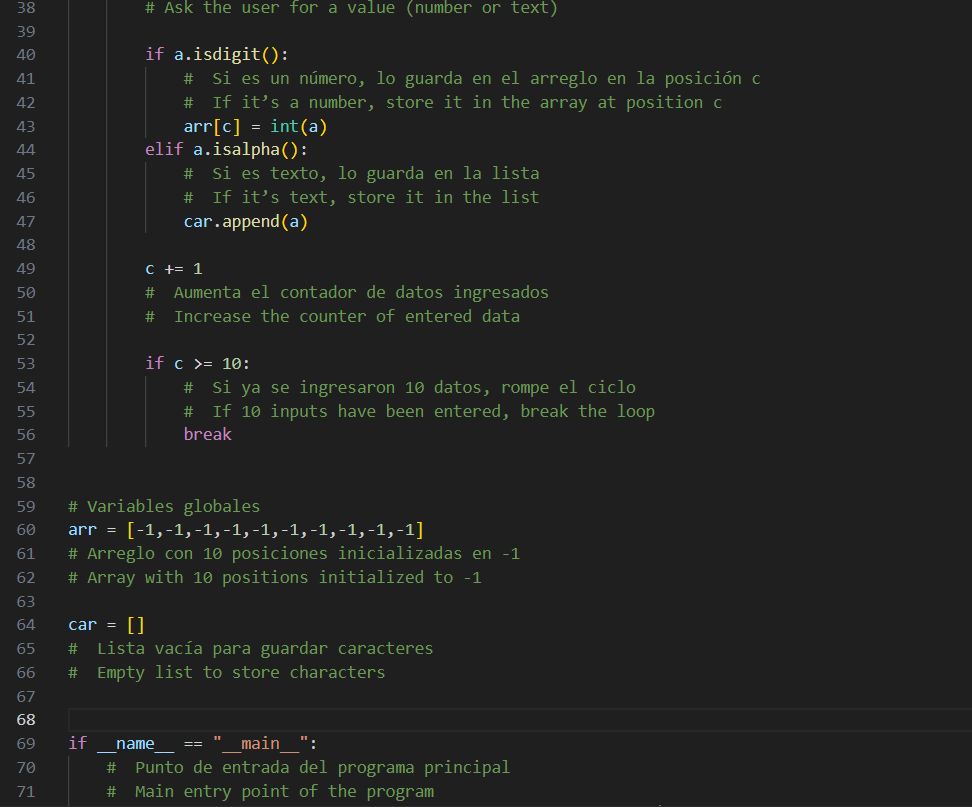 38 # Ask the user for a value (number or text)
39
40 if a.isdigit():
41 #  Si es un número, lo guarda en el arreglo en la posición c
42 #  If it’s a number, store it in the array at position c
43 arr[c] = int(a)
44 elif a.isalpha():
45 #  Si es texto, lo guarda en la lista
46 #  If it’s text, store it in the list
47 car.append(a)
48
49 c += 1
50 #  Aumenta el contador de datos ingresados
51 #  Increase the counter of entered data
52
53 if c >= 10:
54 #  Si ya se ingresaron 10 datos, rompe el ciclo
55 #  If 10 inputs have been entered, break the loop
56 break
57
58
59 # Variables globales
60 arr = [-1,-1,-1,-1,-1,-1,-1,-1,-1,-1]
61 # Arreglo con 10 posiciones inicializadas en -1
62 # Array with 10 positions initialized to -1
63
64 car = []
65 #  Lista vacía para guardar caracteres
66 #  Empty list to store characters
67
68
69 if __name__ == "__main__":
70 #  Punto de entrada del programa principal
71 #  Main entry point of the program